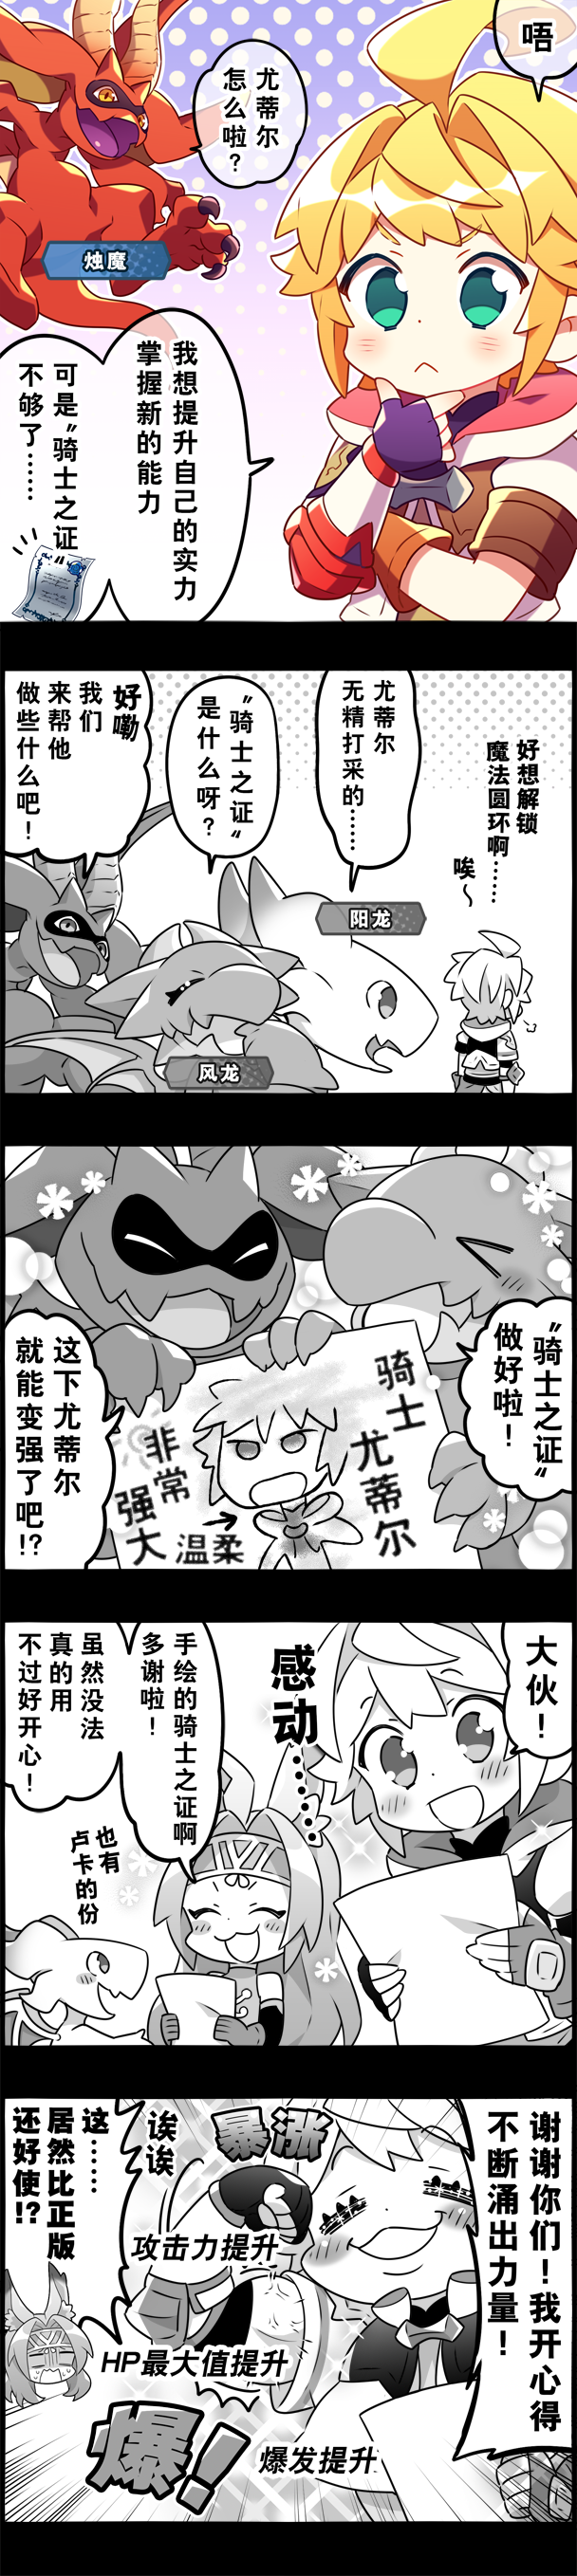 唔
尤蒂尔
怎么啦？
烛魔
我想提升自己的实力
掌握新的能力
可是“骑士之证”
不够了……
好想解锁
魔法圆环啊……
唉～
尤蒂尔
无精打采的……
“骑士之证”
是什么呀？
好嘞
我们
来帮他
做些什么吧！
阳龙
风龙
“骑士之证”
做好啦！
骑士
尤蒂尔
非常
强大
温柔
这下尤蒂尔
就能变强了吧!?
大伙！
感动……
手绘的骑士之证啊
多谢啦！
虽然没法
真的用
不过好开心！
也有
卢卡的份
谢谢你们！我开心得
不断涌出力量！
暴涨
诶诶
这……
居然比正版
还好使!?
攻击力提升
HP最大值提升
爆！
爆发提升